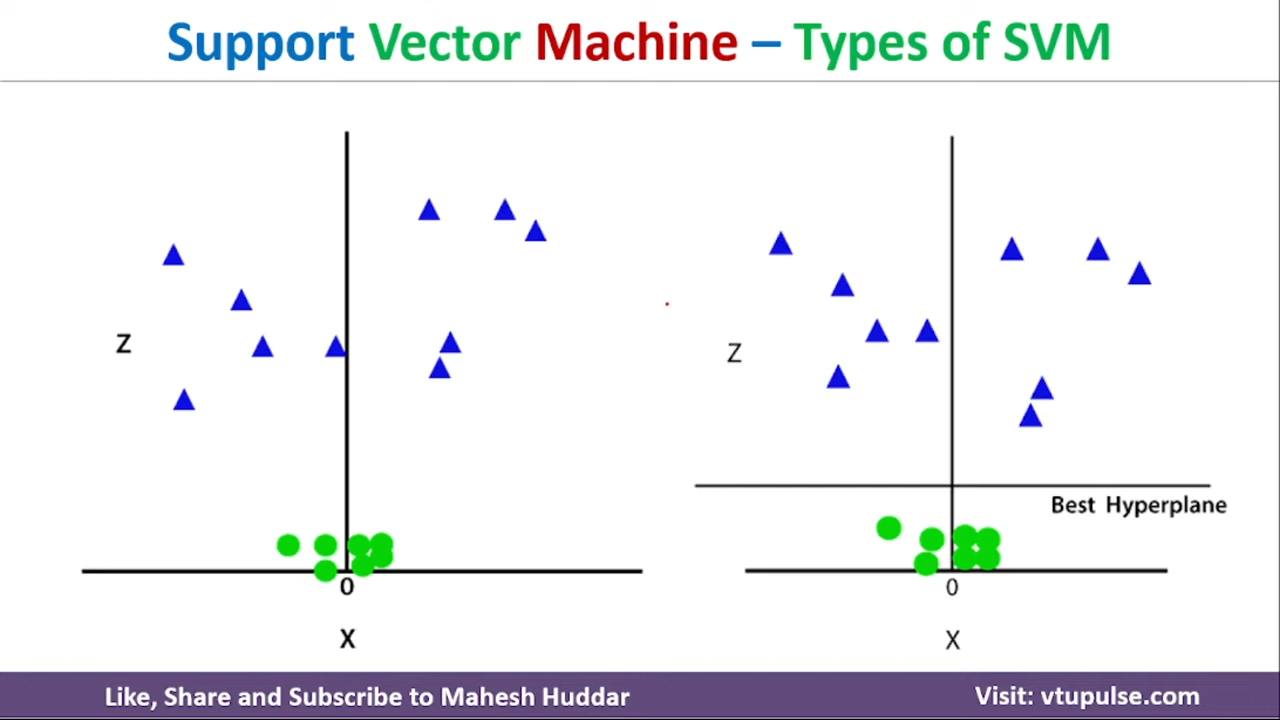 Support Vector Machine – Types of SVM
Z
0
X
Z
Best Hyperplane
0
X
Like, Share and Subscribe to Mahesh Huddar
Visit: vtupulse.com